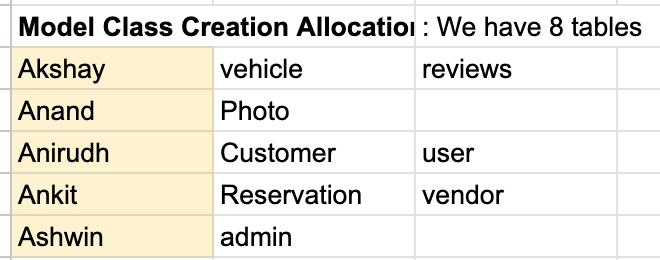 Model Class Creation Allocation : We have 8 tables
Akshay vehicle reviews
Anand Photo
Anirudh Customer user
Ankit Reservation vendor
Ashwin admin